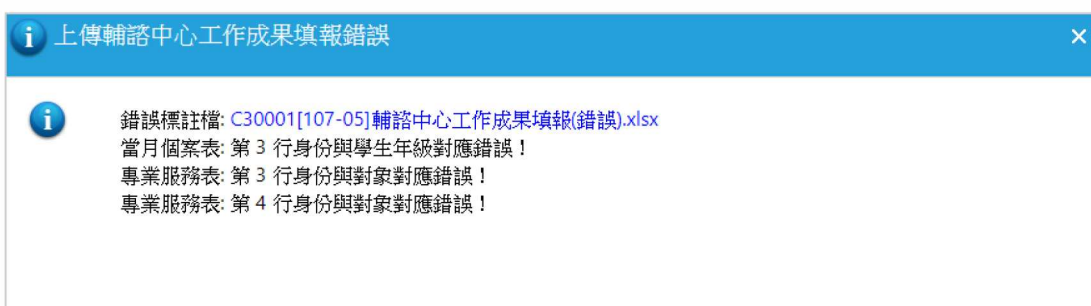 上傳輔諮中心工作成果填報錯誤
錯誤標註檔: C30001[107-05]輔諮中心工作成果填報(錯誤).xlsx
當月個案表: 第 3 行身份與學生年級對應錯誤！
專業服務表: 第 3 行身份與對象對應錯誤！
專業服務表: 第 4 行身份與對象對應錯誤！